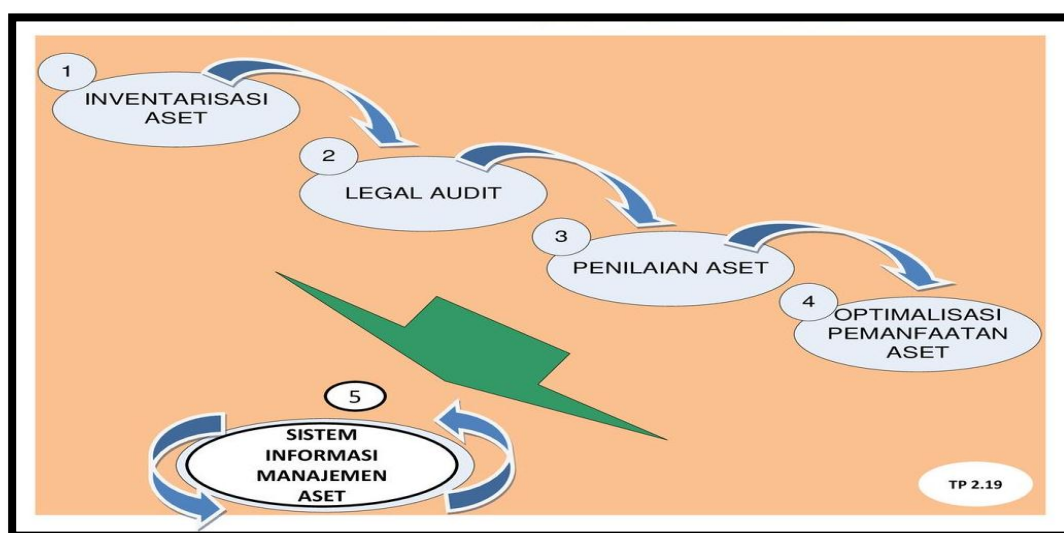 1
INVENTARISASI
ASET
2
LEGAL AUDIT
3
PENILAIAN ASET
4
OPTIMALISASI
PEMANFAATAN
ASET
5
SISTEM
INFORMASI
MANAJEMEN
ASET
TP 2.19